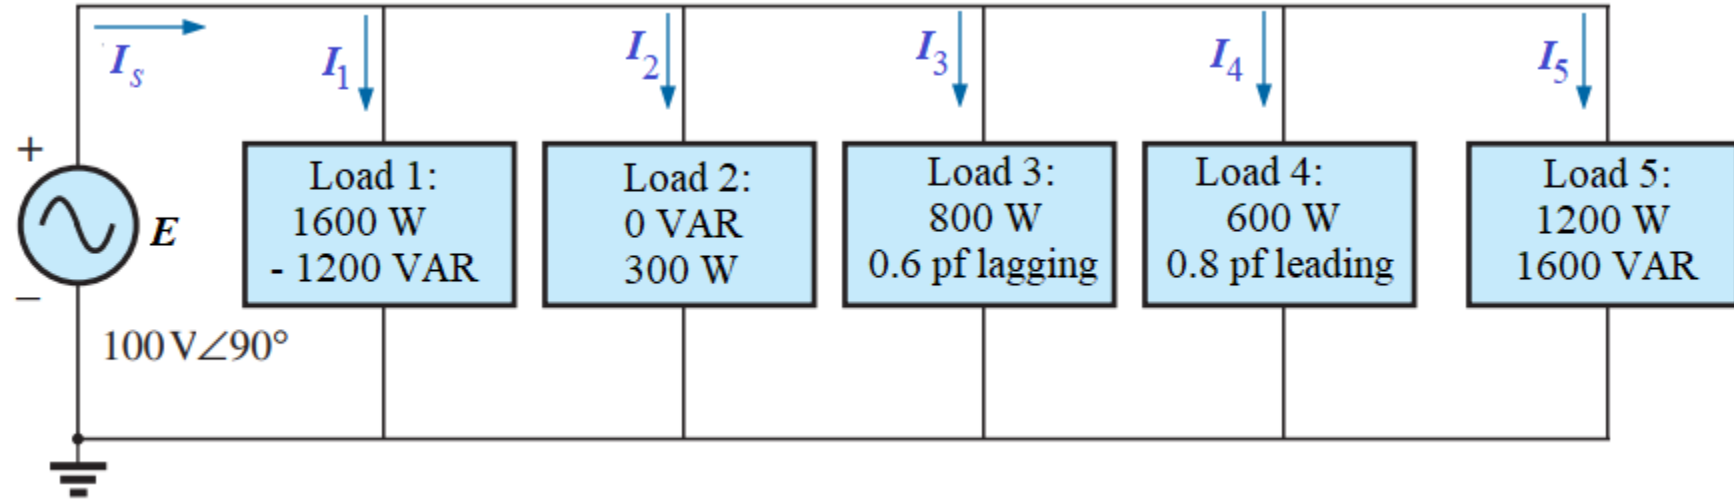 I_s
I_1
I_2
I_3
I_4
I_5
+
E
−
100 V∠90°
Load 1:
1600 W
- 1200 VAR
Load 2:
0 VAR
300 W
Load 3:
800 W
0.6 pf lagging
Load 4:
600 W
0.8 pf leading
Load 5:
1200 W
1600 VAR